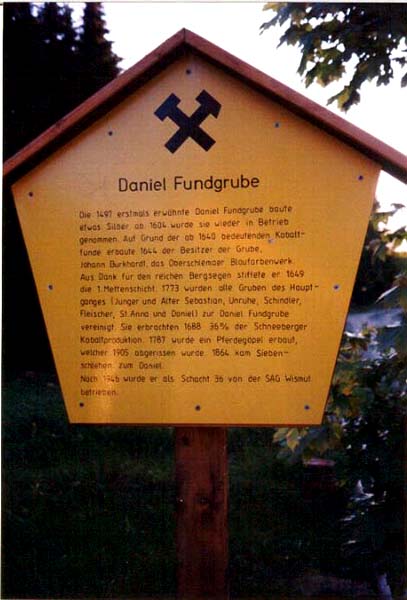 Daniel Fundgrube
Die 1497 erstmals erwähnte Daniel Fundgrube baute
etwas Silber ab. 1604 wurde sie wieder in Betrieb
genommen. Auf Grund der ab 1640 bedeutenden Kobalt-
funde erbaute 1644 der Besitzer der Grube,
Johann Burkhardt, das Oberschlemaer Blaufarbenwerk.
Aus Dank für den reichen Bergsegen stiftete er 1649
die 1. Mettenschicht. 1773 wurden alle Gruben des Haupt-
ganges (Junger und Alter Sebastian, Unruhe, Schindler,
Fleischer, St. Anna und Daniel) zur Daniel Fundgrube
vereinigt. Sie erbrachten 1688 36% der Schneeberger
Kobaltproduktion. 1787 wurde ein Pferdegöpel erbaut,
welcher 1905 abgerissen wurde. 1864 kam Sieben-
schlehen zum Daniel.
Nach 1946 wurde er als Schacht 36 von der SAG Wismut
betrieben.